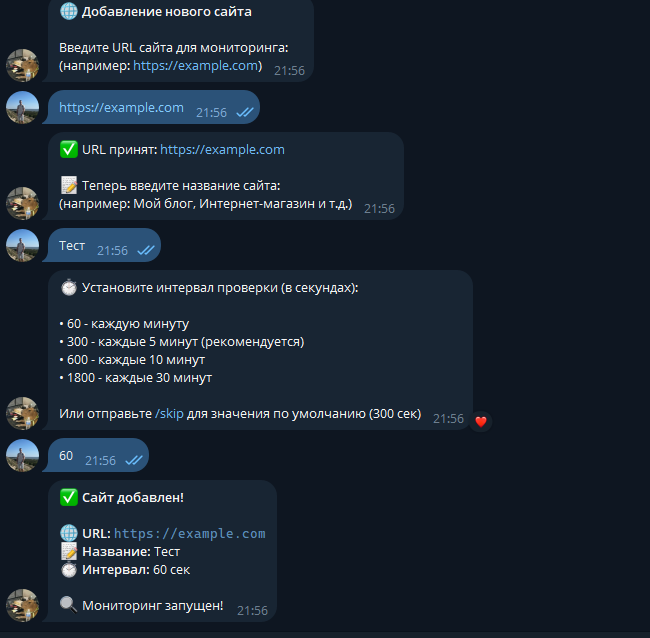 🌐 Добавление нового сайта
Введите URL сайта для мониторинга:
(например: https://example.com) 21:56
https://example.com 21:56
✅ URL принят: https://example.com
📝 Теперь введите название сайта:
(например: Мой блог, Интернет-магазин и т.д.) 21:56
Тест 21:56
⏱ Установите интервал проверки (в секундах):
• 60 - каждую минуту
• 300 - каждые 5 минут (рекомендуется)
• 600 - каждые 10 минут
• 1800 - каждые 30 минут
Или отправьте /skip для значения по умолчанию (300 сек) 21:56
60 21:56
✅ Сайт добавлен!
🌐 URL: https://example.com
📝 Название: Тест
⏱ Интервал: 60 сек
🔍 Мониторинг запущен! 21:56